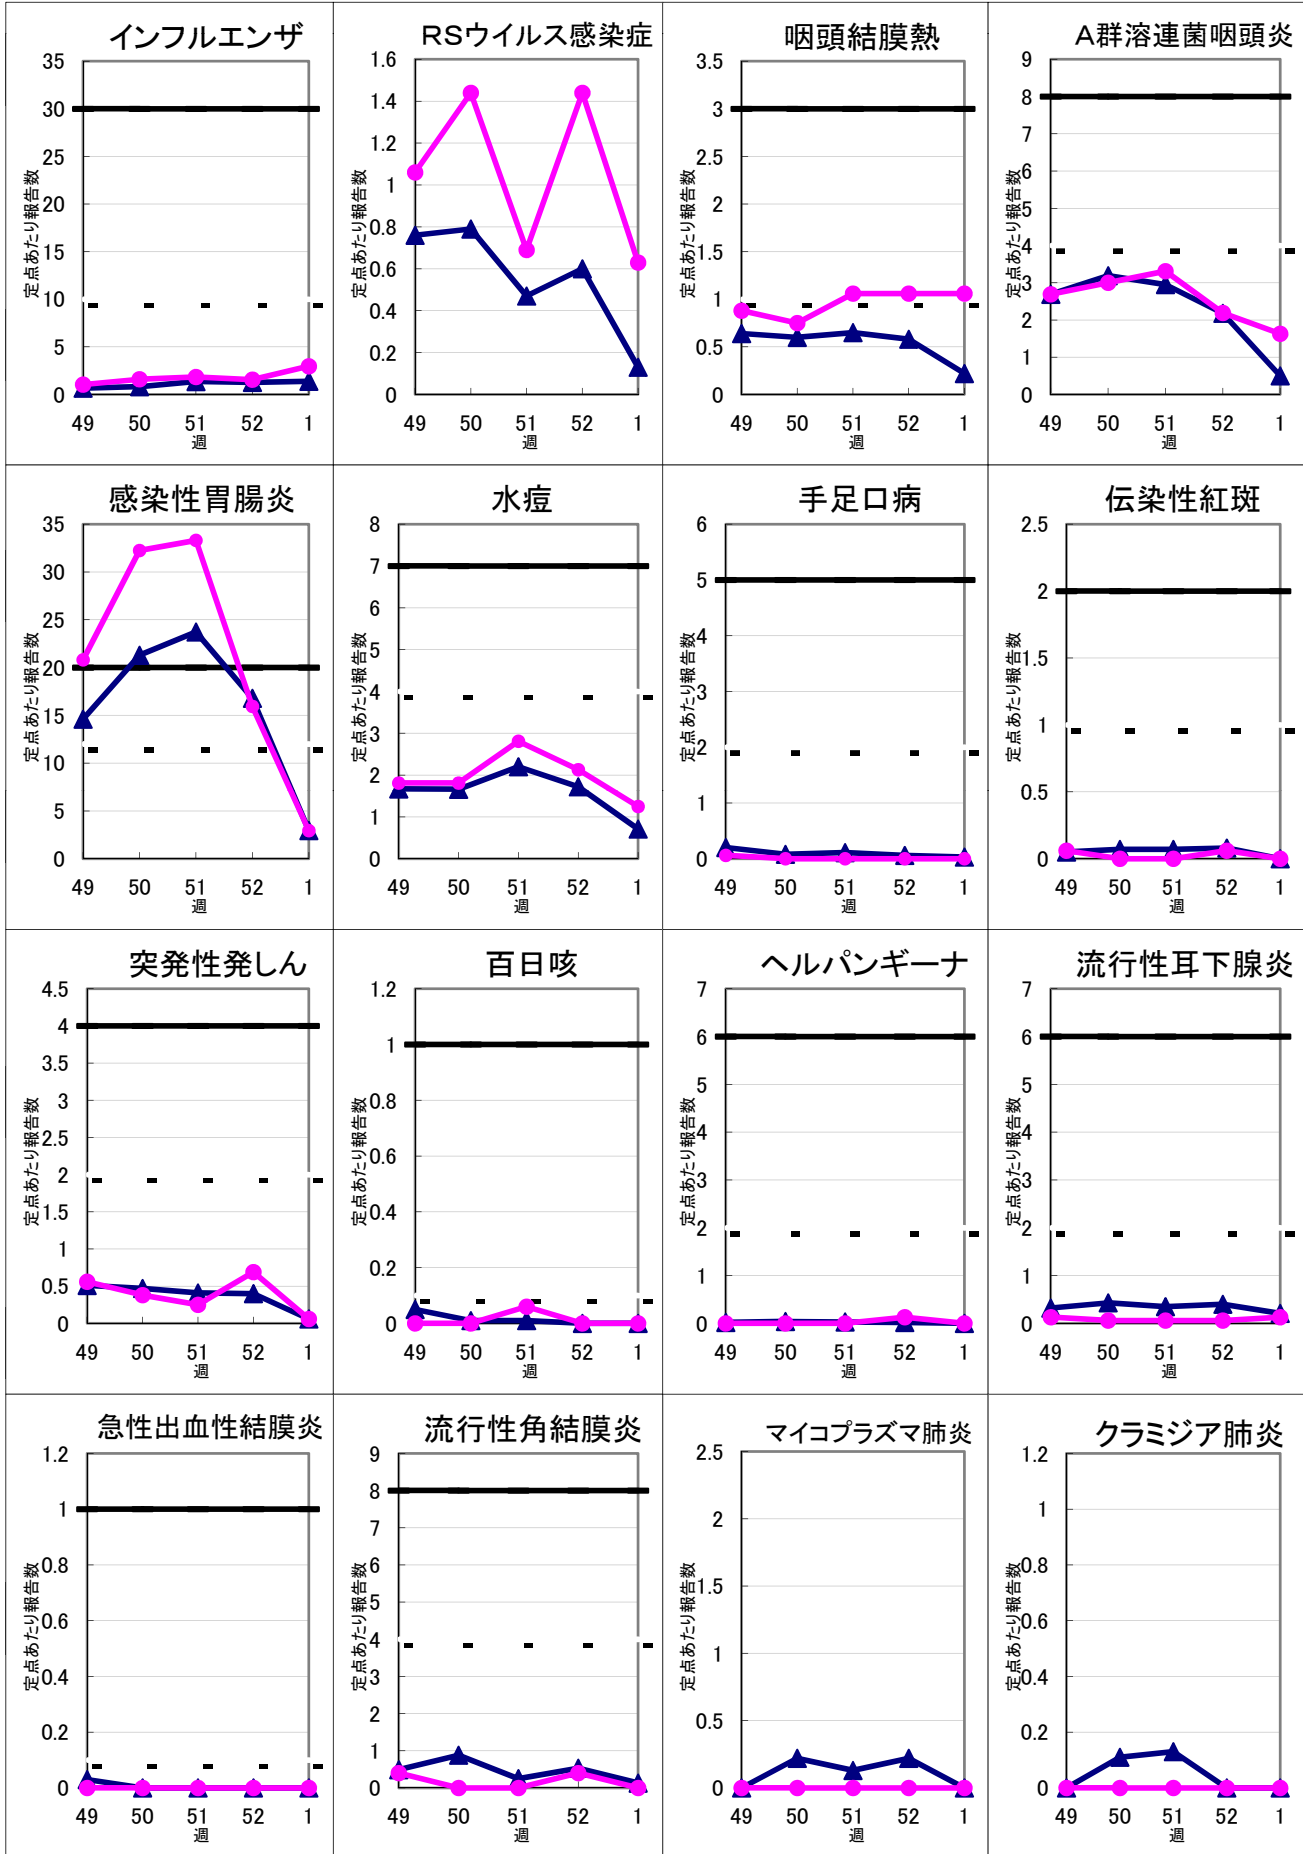 インフルエンザ
35
30
25
20
15
10
5
0
定点あたり報告数
49 50 51 52 1
週
RSウイルス感染症
1.6
1.4
1.2
1
0.8
0.6
0.4
0.2
0
定点あたり報告数
49 50 51 52 1
週
咽頭結膜熱
3.5
3
2.5
2
1.5
1
0.5
0
定点あたり報告数
49 50 51 52 1
週
A群溶連菌咽頭炎
9
8
7
6
5
4
3
2
1
0
定点あたり報告数
49 50 51 52 1
週
感染性胃腸炎
35
30
25
20
15
10
5
0
定点あたり報告数
49 50 51 52 1
週
水痘
8
7
6
5
4
3
2
1
0
定点あたり報告数
49 50 51 52 1
週
手足口病
6
5
4
3
2
1
0
定点あたり報告数
49 50 51 52 1
週
伝染性紅斑
2.5
2
1.5
1
0.5
0
定点あたり報告数
49 50 51 52 1
週
突発性発しん
4.5
4
3.5
3
2.5
2
1.5
1
0.5
0
定点あたり報告数
49 50 51 52 1
週
百日咳
1.2
1
0.8
0.6
0.4
0.2
0
定点あたり報告数
49 50 51 52 1
週
ヘルパンギーナ
7
6
5
4
3
2
1
0
定点あたり報告数
49 50 51 52 1
週
流行性耳下腺炎
7
6
5
4
3
2
1
0
定点あたり報告数
49 50 51 52 1
週
急性出血性結膜炎
1.2
1
0.8
0.6
0.4
0.2
0
定点あたり報告数
49 50 51 52 1
週
流行性角結膜炎
9
8
7
6
5
4
3
2
1
0
定点あたり報告数
49 50 51 52 1
週
マイコプラズマ肺炎
2.5
2
1.5
1
0.5
0
定点あたり報告数
49 50 51 52 1
週
クラミジア肺炎
1.2
1
0.8
0.6
0.4
0.2
0
定点あたり報告数
49 50 51 52 1
週